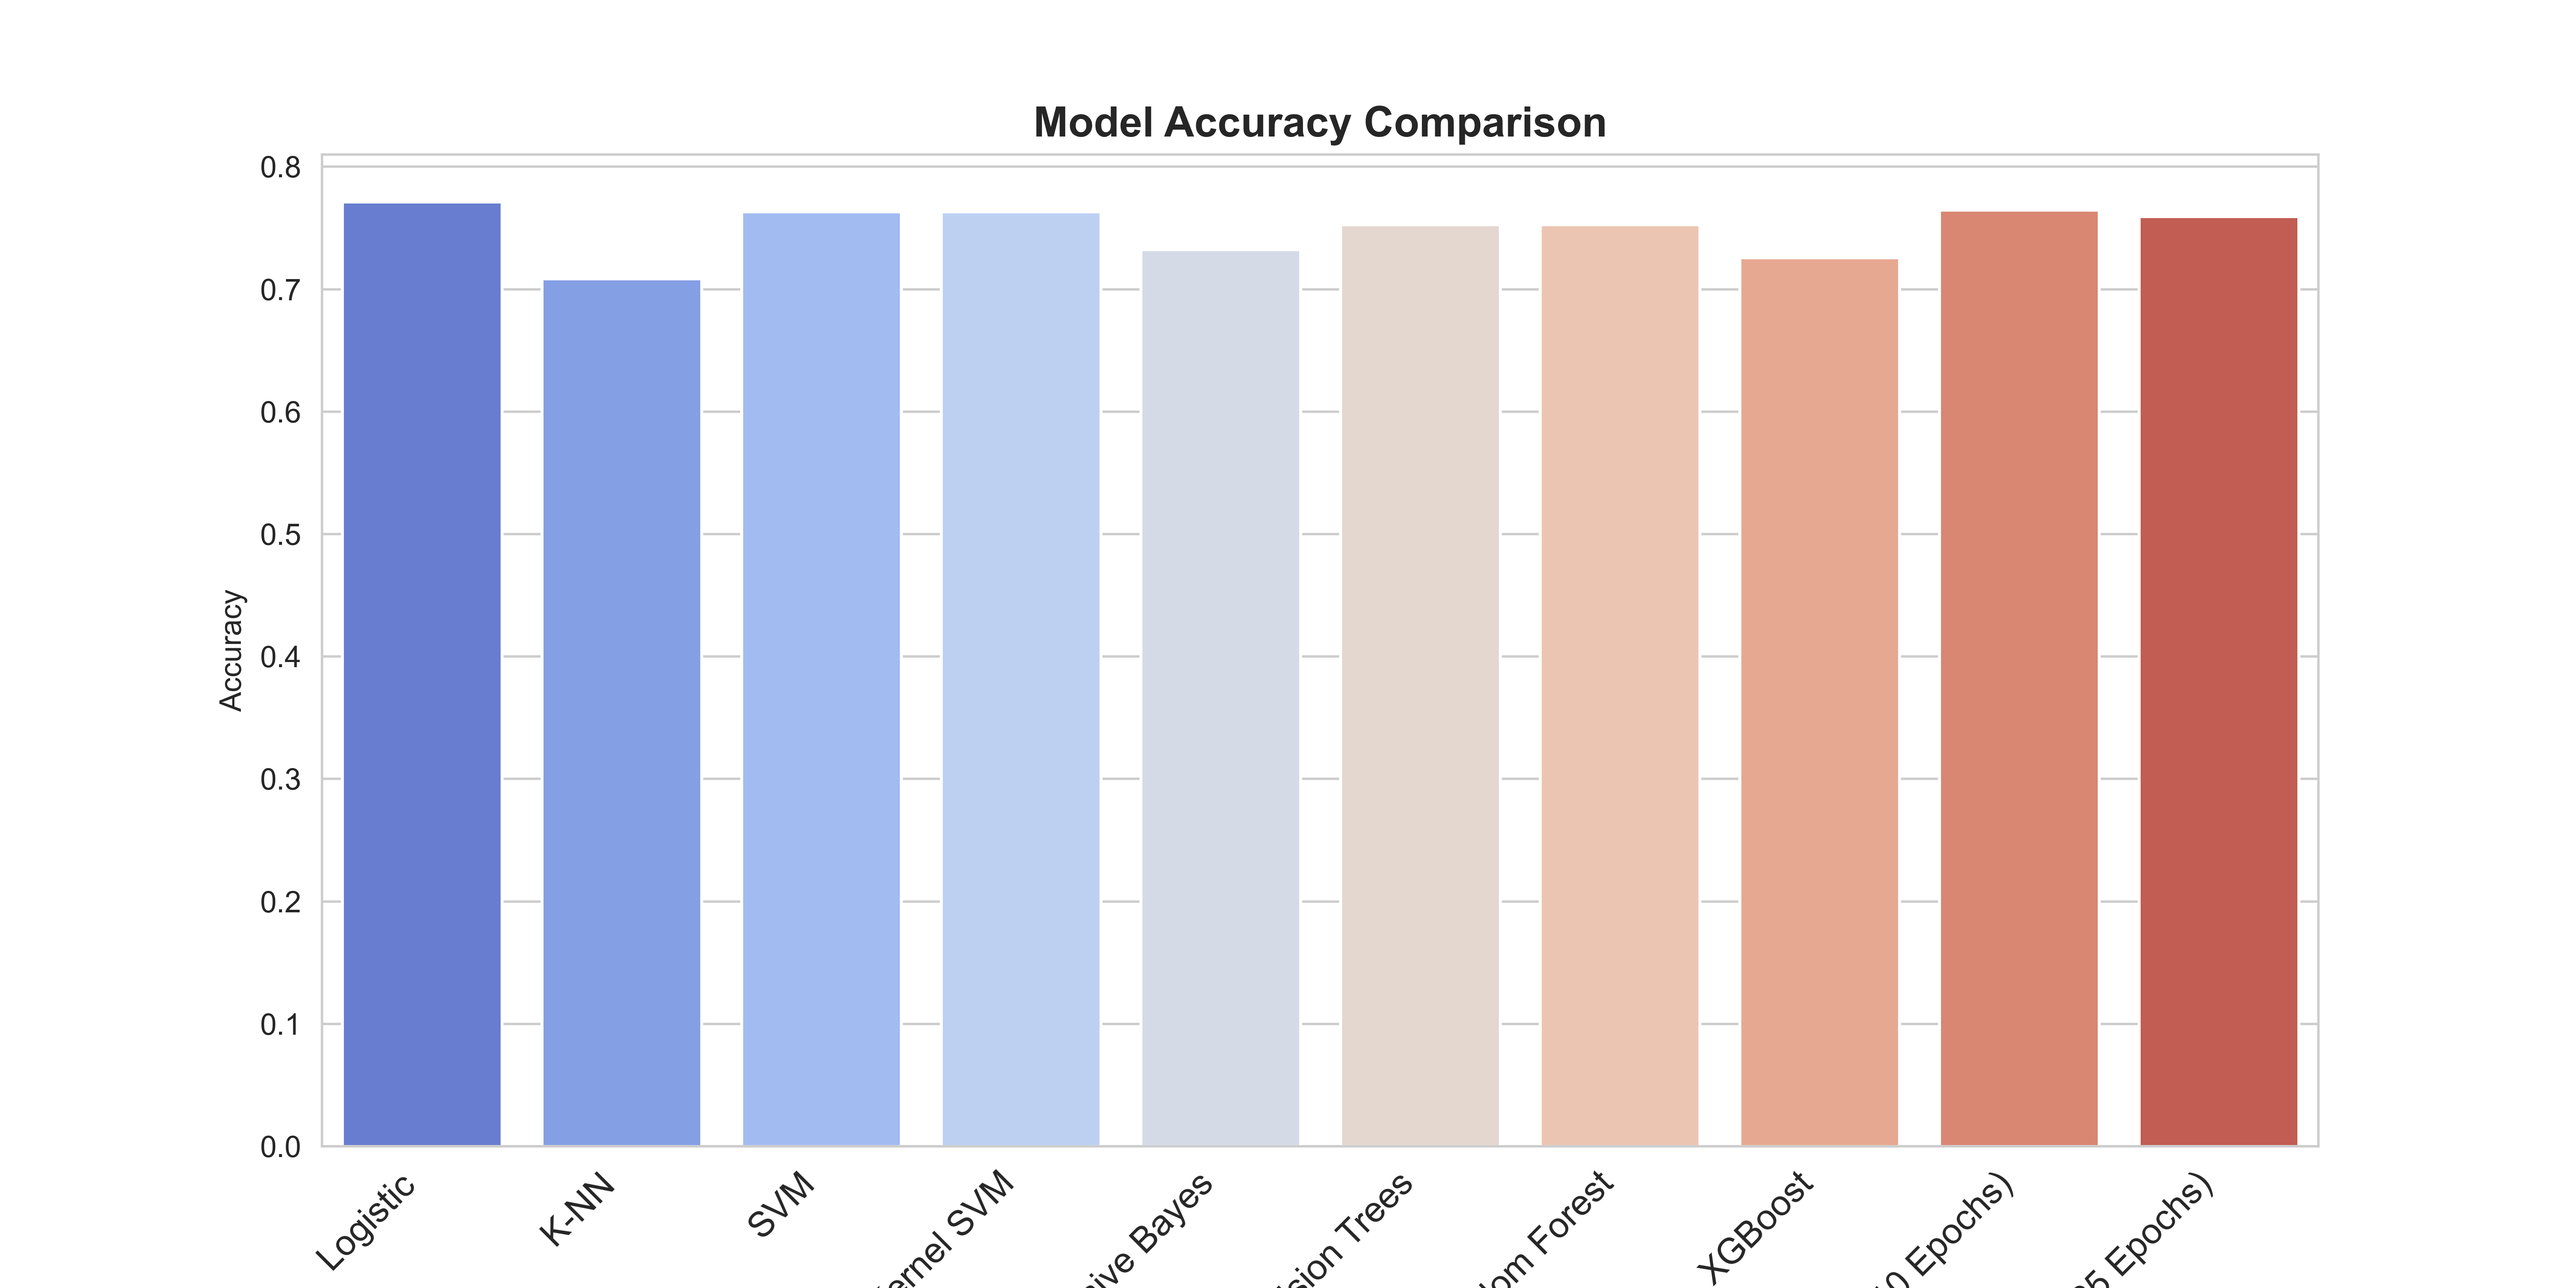 Model Accuracy Comparison
0.8
0.7
0.6
0.5
0.4
0.3
0.2
0.1
0.0
Accuracy
Logistic
K-NN
SVM
ernel SVM
ive Bayes
sion Trees
om Forest
XGBoost
0 Epochs)
5 Epochs)